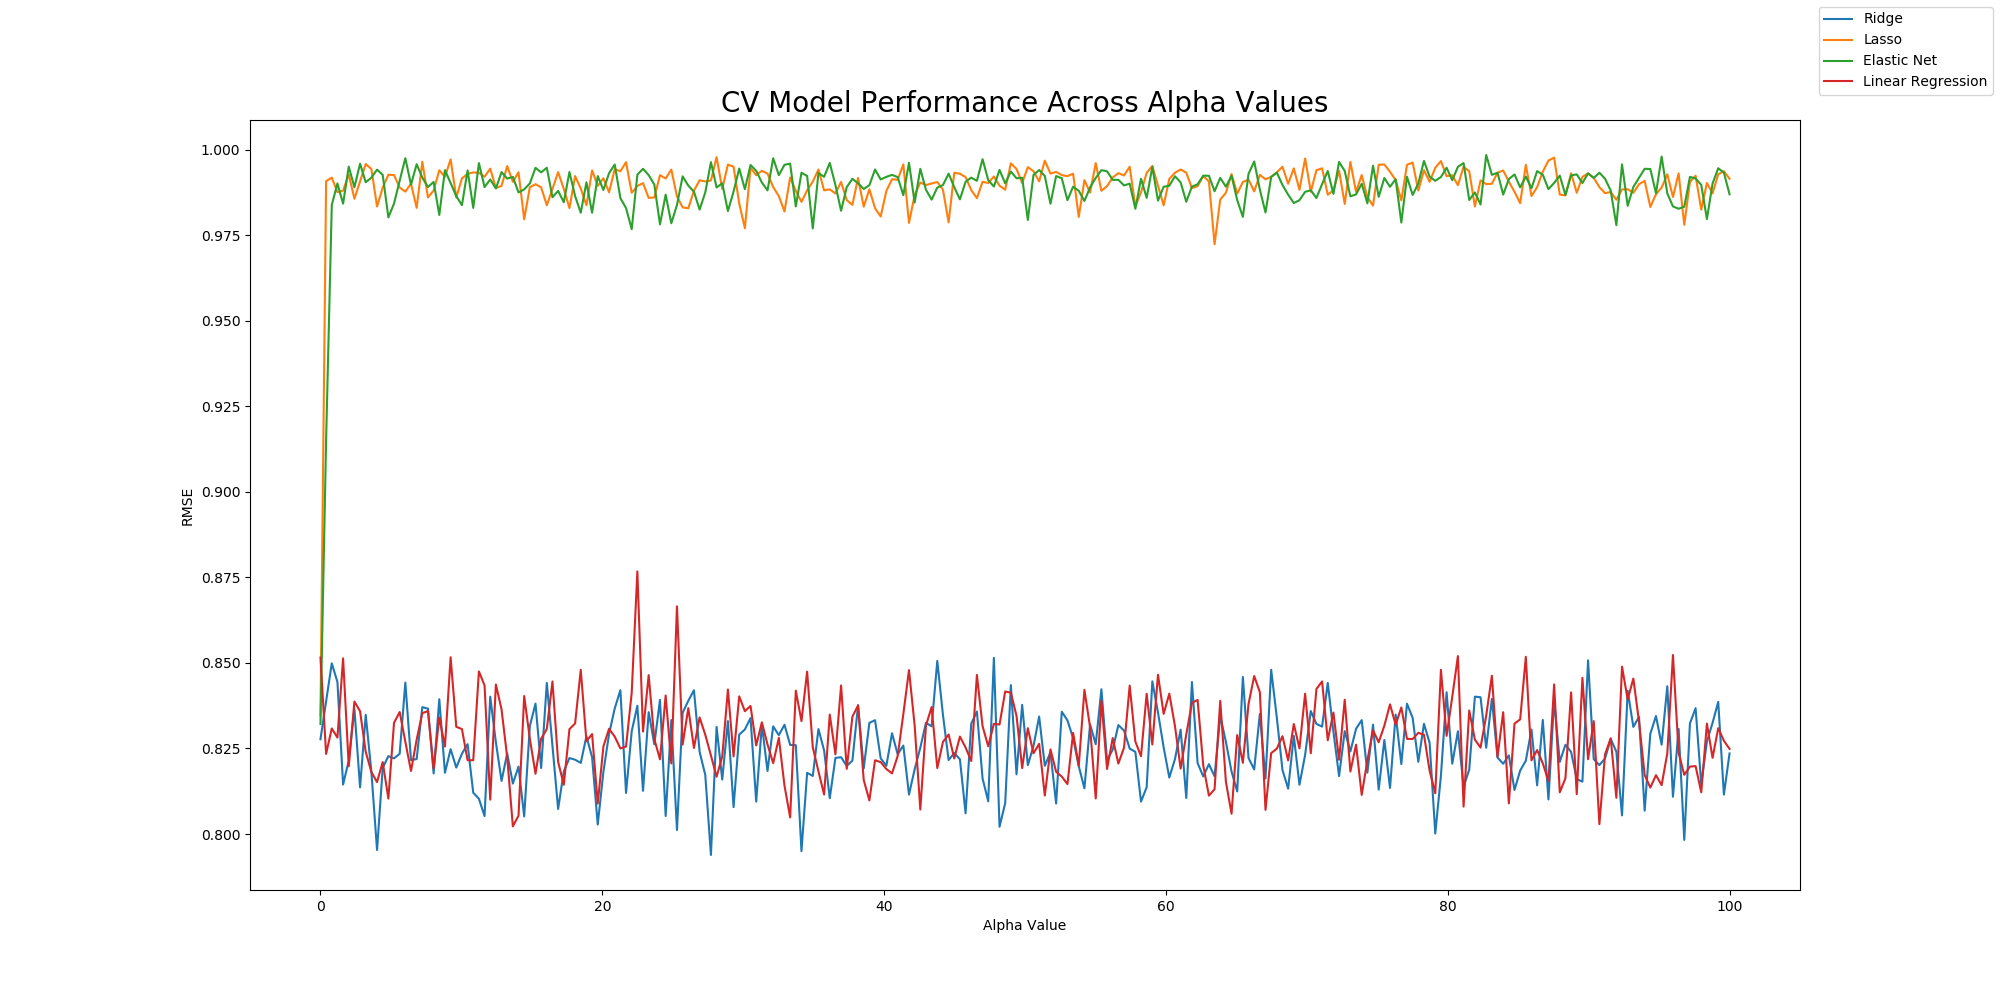 Ridge
Lasso
Elastic Net
Linear Regression
CV Model Performance Across Alpha Values
1.000
0.975
0.950
0.925
0.900
0.875
0.850
0.825
0.800
RMSE
0 20 40 60 80 100
Alpha Value